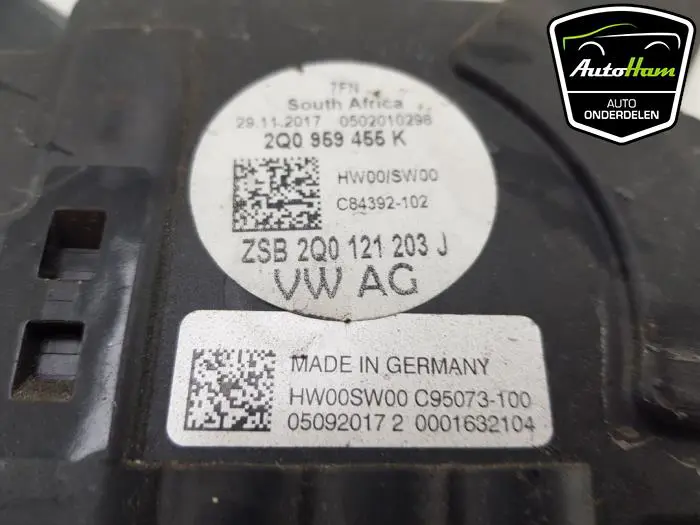 7FN
South Africa
29.11.2017 0502010298
2Q0 959 455 K
HW00/SW00
C84392-102
ZSB 2Q0 121 203 J
VW AG
MADE IN GERMANY
HW00SW00 C95073-100
05092017 2 0001632104
AutoHam
AUTO
ONDERDELEN